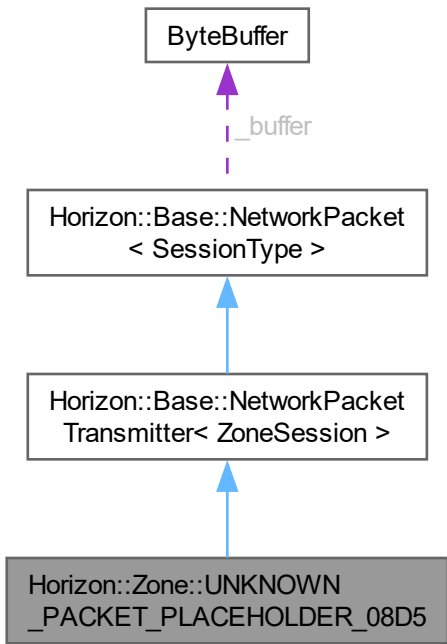 ByteBuffer
_buffer
Horizon::Base::NetworkPacket
< SessionType >
Horizon::Base::NetworkPacket
Transmitter< ZoneSession >
Horizon::Zone::UNKNOWN
_PACKET_PLACEHOLDER_08D5